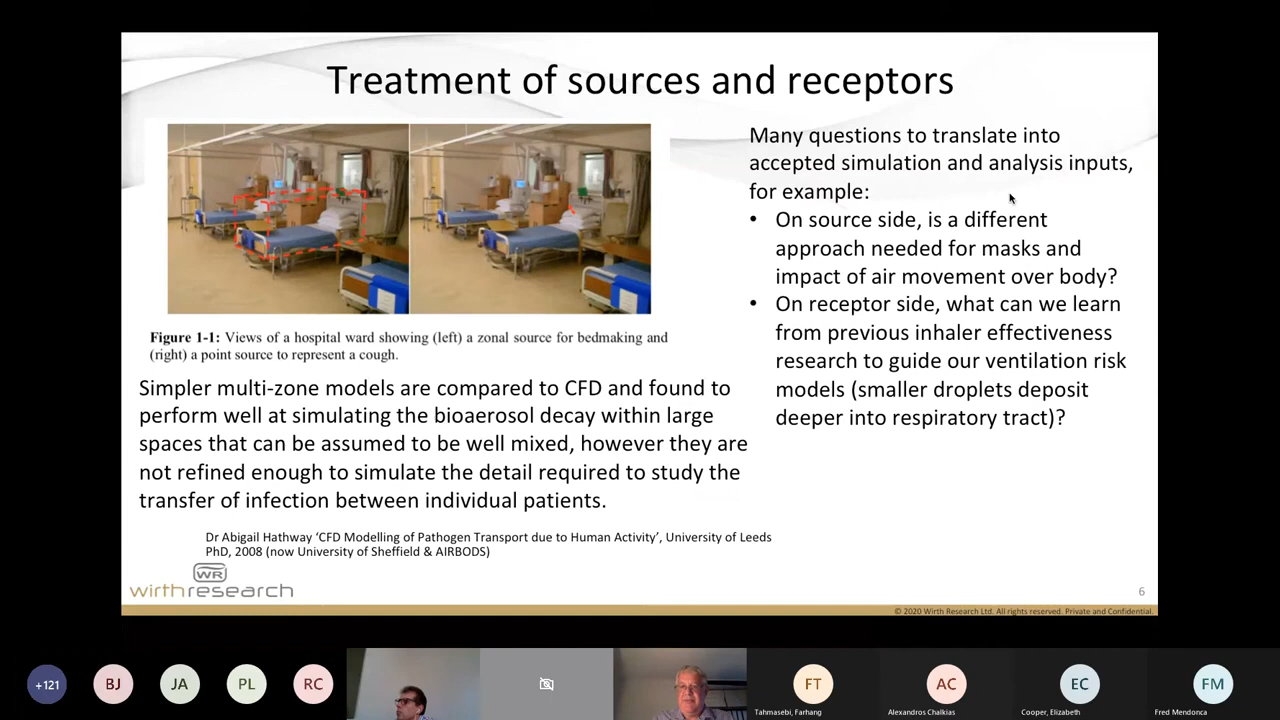 Treatment of sources and receptors
Figure 1-1: Views of a hospital ward showing (left) a zonal source for bedmaking and
(right) a point source to represent a cough.
Simpler multi-zone models are compared to CFD and found to
perform well at simulating the bioaerosol decay within large
spaces that can be assumed to be well mixed, however they are
not refined enough to simulate the detail required to study the
transfer of infection between individual patients.
Dr Abigail Hathway ‘CFD Modelling of Pathogen Transport due to Human Activity’, University of Leeds
PhD, 2008 (now University of Sheffield & AIRBODS)
Many questions to translate into
accepted simulation and analysis inputs,
for example:
• On source side, is a different
approach needed for masks and
impact of air movement over body?
• On receptor side, what can we learn
from previous inhaler effectiveness
research to guide our ventilation risk
models (smaller droplets deposit
deeper into respiratory tract)?
WR
wirthresearch
6
© 2020 Wirth Research Ltd. All rights reserved. Private and Confidential.
+121
BJ
JA
PL
RC
FT
AC
EC
FM
Tahmasebi, Farhang
Alexandros Chalkias
Cooper, Elizabeth
Fred Mendonca